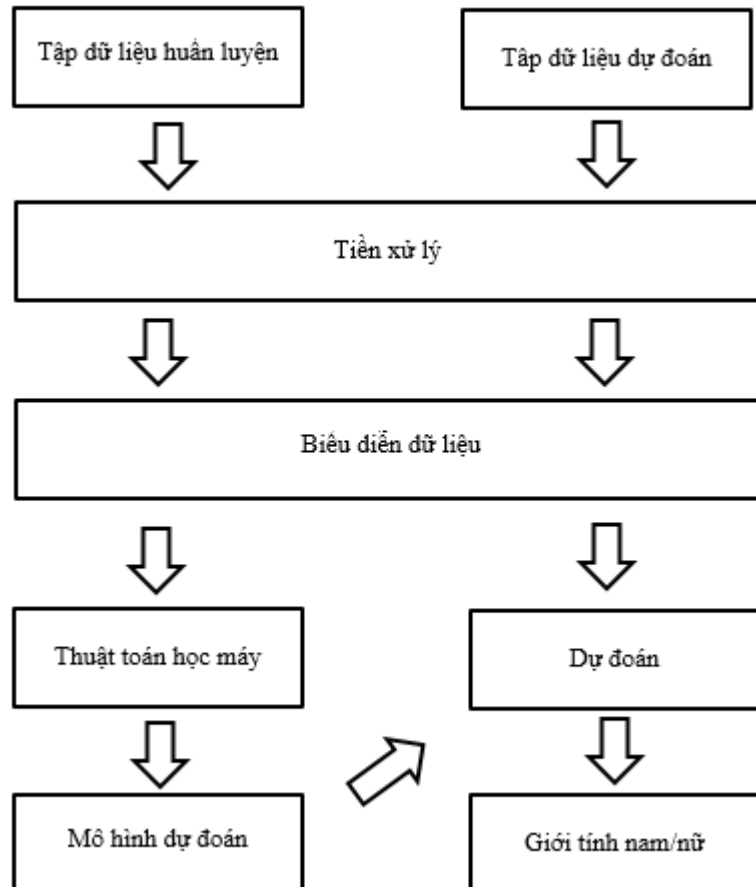 Tập dữ liệu huấn luyện
Tâp dữ liệu dự đoán
Tiền xử lý
Biểu diễn dữ liệu
Thuật toán học máy
Dự đoán
Mô hình dự đoán
Giới tính nam/nữ